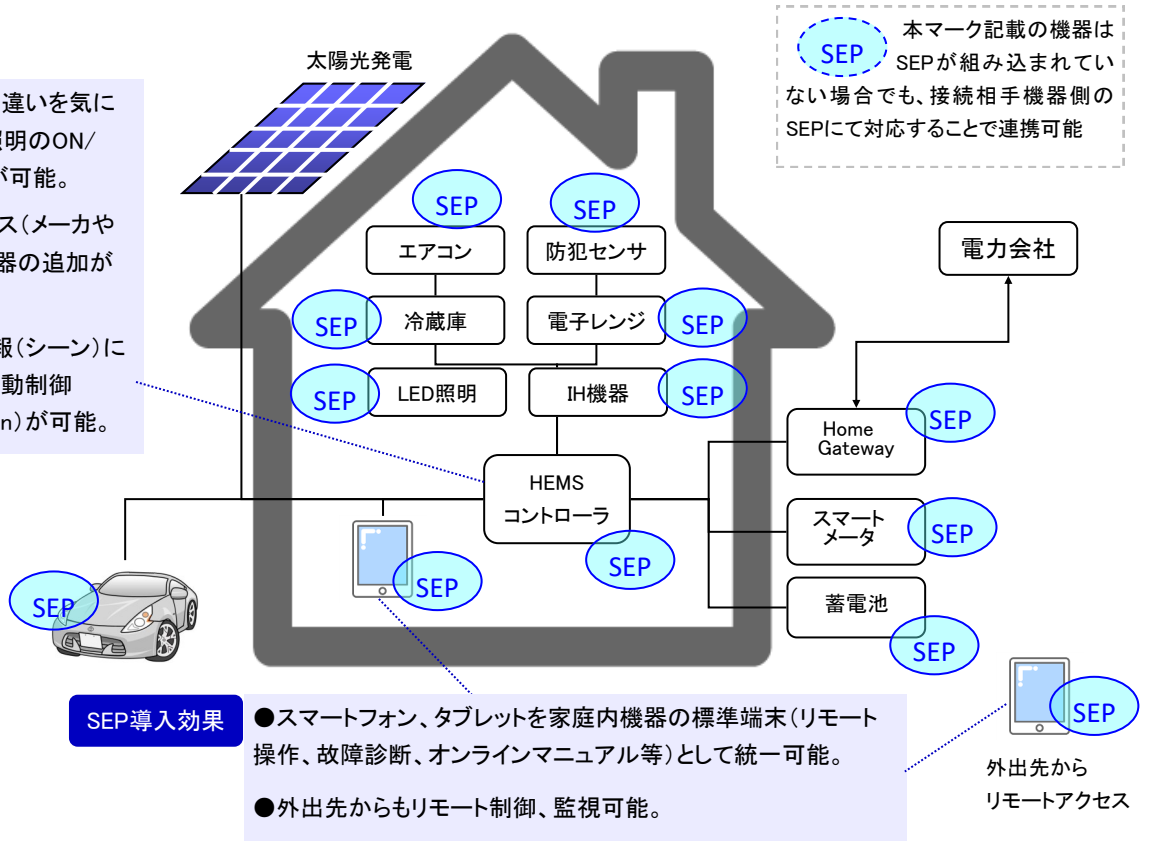 太陽光発電
SEP
本マーク記載の機器は
SEPが組み込まれてい
ない場合でも、接続相手機器側の
SEPにて対応することで連携可能
違いを気に
明のON/
が可能。
ス(メーカや
器の追加が
報(シーン)に
動制御
n)が可能。
SEP
SEP
エアコン
防犯センサ
電力会社
SEP
冷蔵庫
電子レンジ
SEP
SEP
LED照明
IH機器
SEP
SEP
Home
Gateway
HEMS
コントローラ
SEP
スマート
メータ
SEP
SEP
SEP
蓄電池
SEP
SEP導入効果
●スマートフォン、タブレットを家庭内機器の標準端末(リモート
操作、故障診断、オンラインマニュアル等)として統一可能。
●外出先からもリモート制御、監視可能。
SEP
外出先から
リモートアクセス